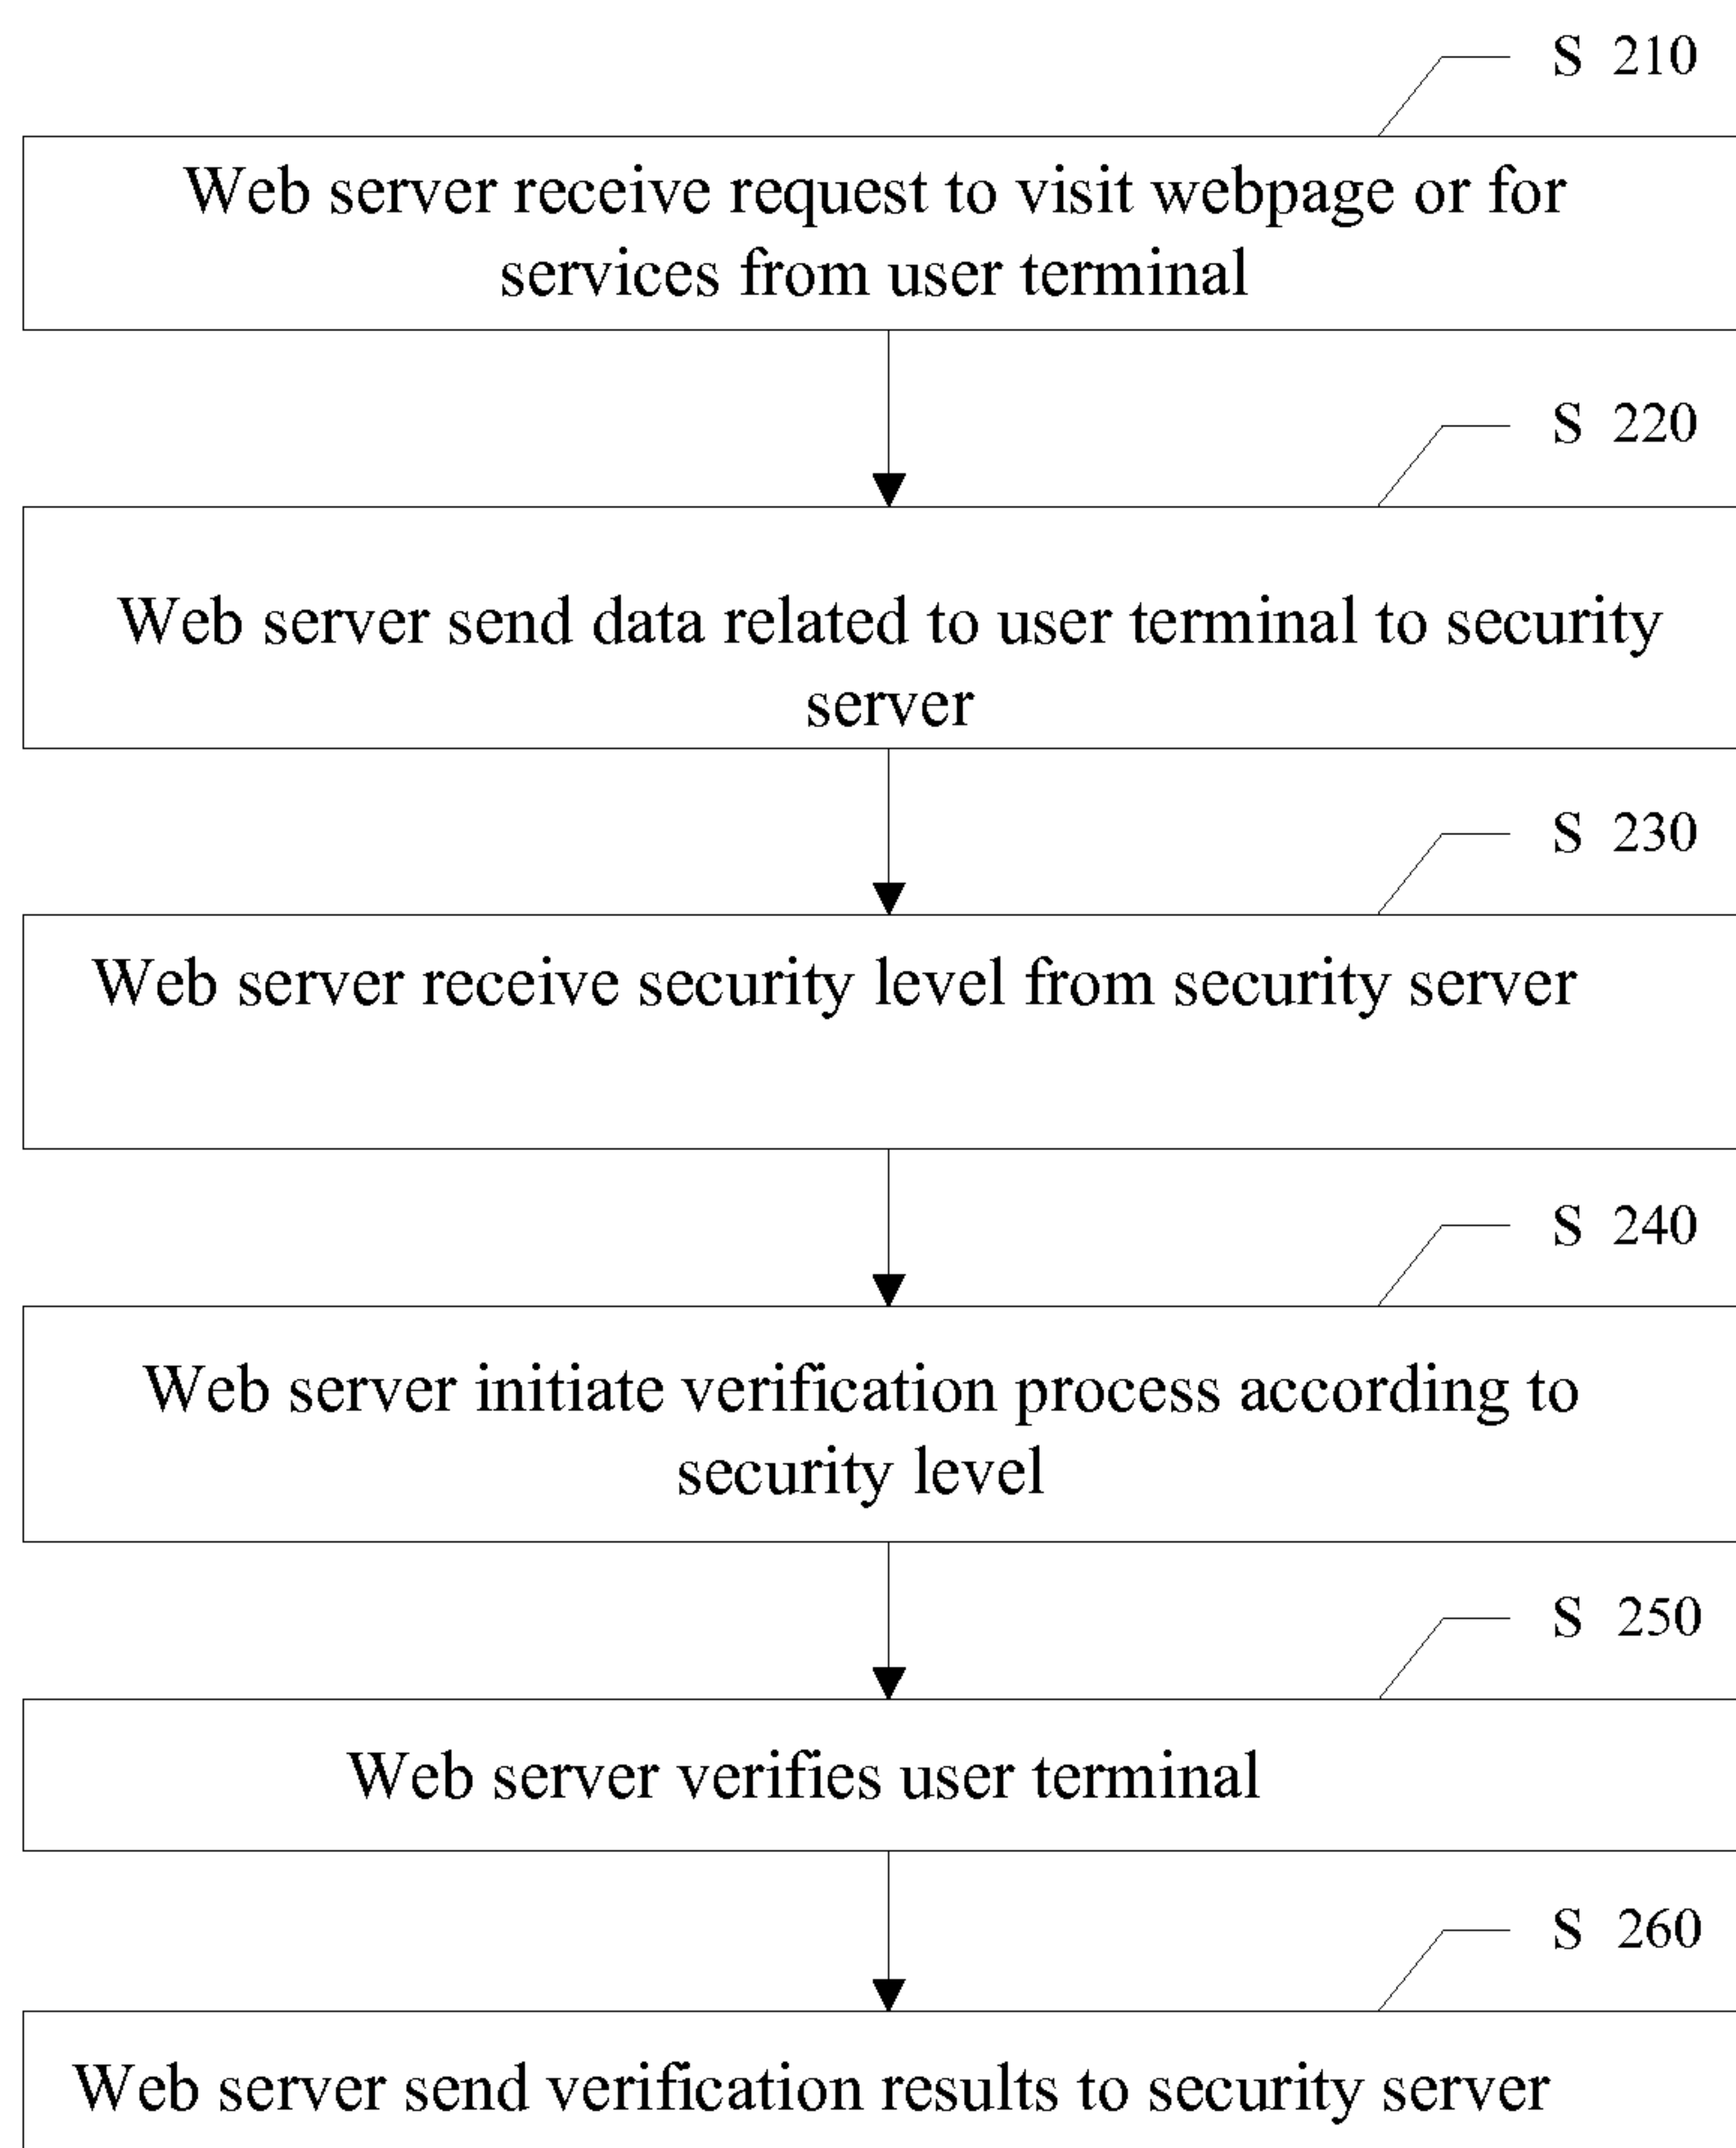 S 210
Web server receive request to visit webpage or for
services from user terminal
S 220
Web server send data related to user terminal to security
server
S 230
Web server receive security level from security server
S 240
Web server initiate verification process according to
security level
S 250
Web server verifies user terminal
S 260
Web server send verification results to security server